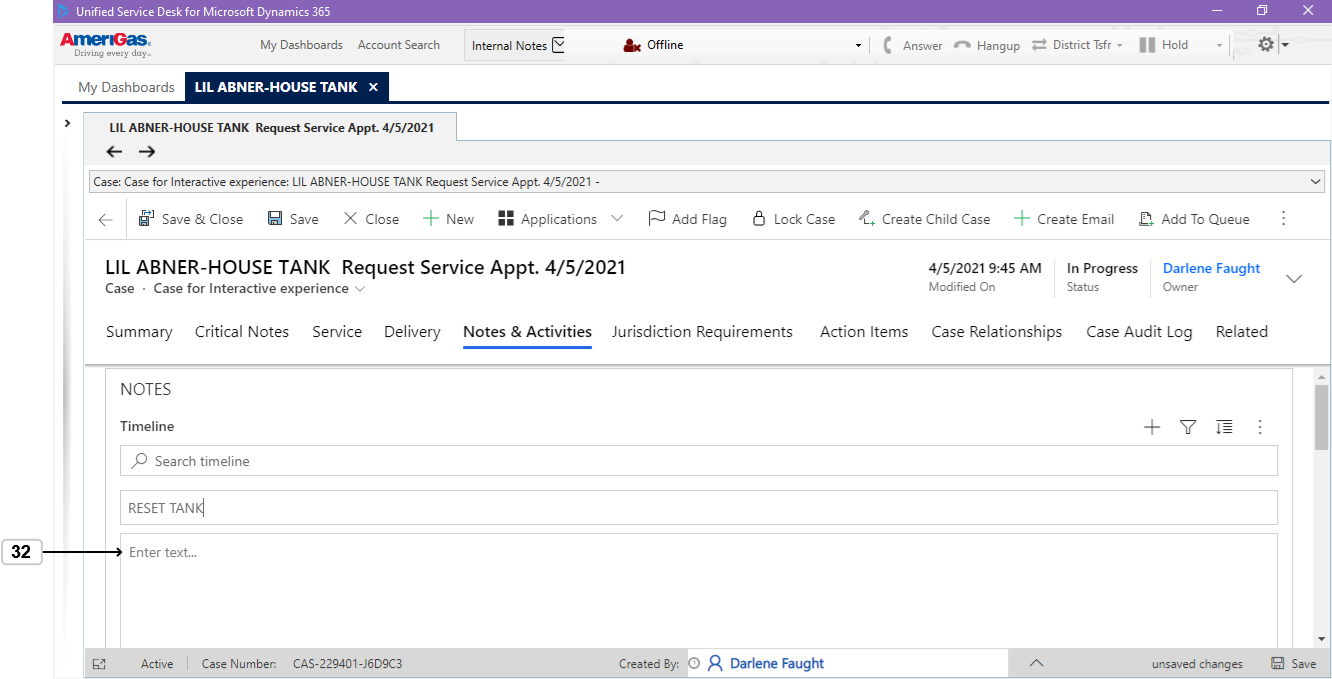 Unified Service Desk for Microsoft Dynamics 365
AmeriGas.
Driving every day..
My Dashboards Account Search Internal Notes Offline Answer Hangup District Tsfr Hold
My Dashboards LIL ABNER-HOUSE TANK ×
LIL ABNER-HOUSE TANK Request Service Appt. 4/5/2021
Case: Case for Interactive experience: LIL ABNER-HOUSE TANK Request Service Appt. 4/5/2021 -
Save & Close Save Close New Applications Add Flag Lock Case Create Child Case Create Email Add To Queue
LIL ABNER-HOUSE TANK Request Service Appt. 4/5/2021
Case · Case for Interactive experience
4/5/2021 9:45 AM In Progress Darlene Faught
Modified On Status Owner
Summary Critical Notes Service Delivery Notes & Activities Jurisdiction Requirements Action Items Case Relationships Case Audit Log Related
NOTES
Timeline
Search timeline
RESET TANK
32
Enter text...
Active Case Number: CAS-229401-J6D9C3 Created By: Darlene Faught unsaved changes Save